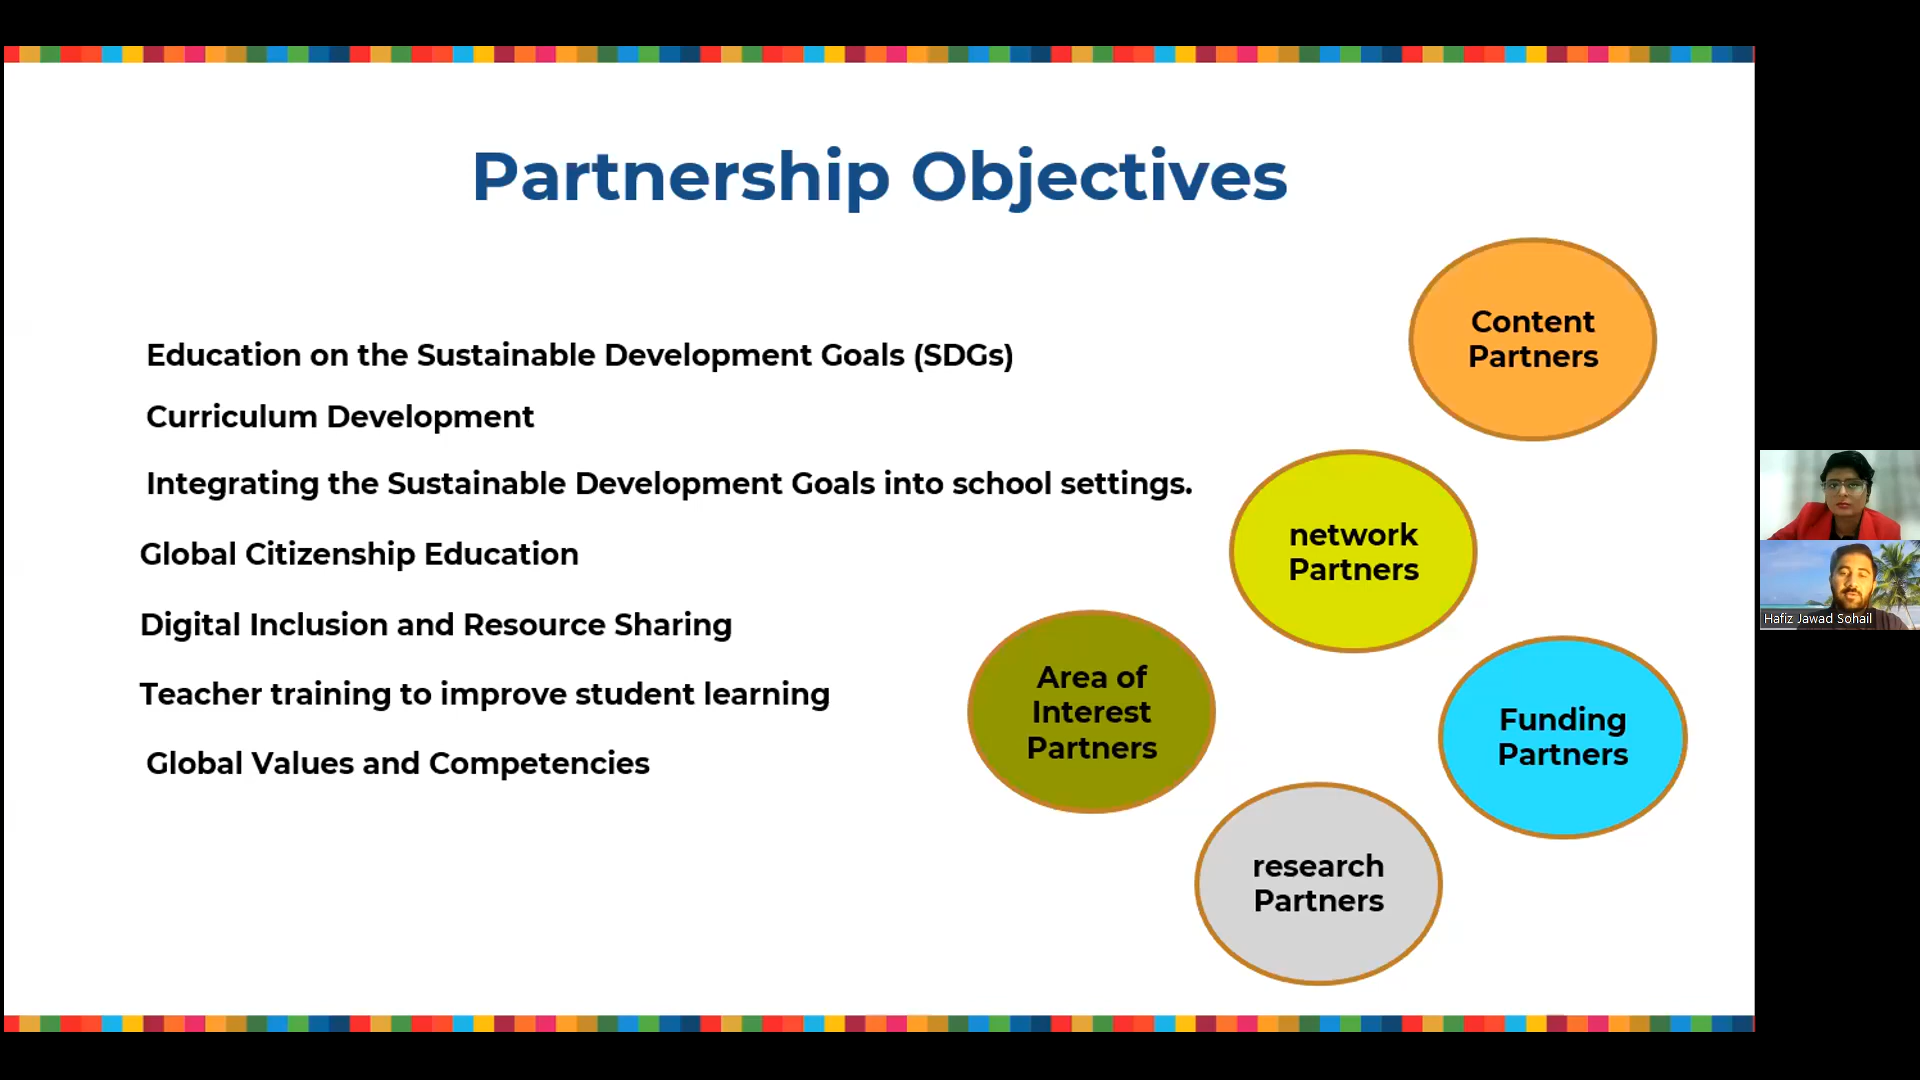 Partnership Objectives
Education on the Sustainable Development Goals (SDGs)
Curriculum Development
Integrating the Sustainable Development Goals into school settings.
Global Citizenship Education
Digital Inclusion and Resource Sharing
Teacher training to improve student learning
Global Values and Competencies
Content
Partners
network
Partners
Area of
Interest
Partners
Funding
Partners
research
Partners
Hafiz Jawad Sohail